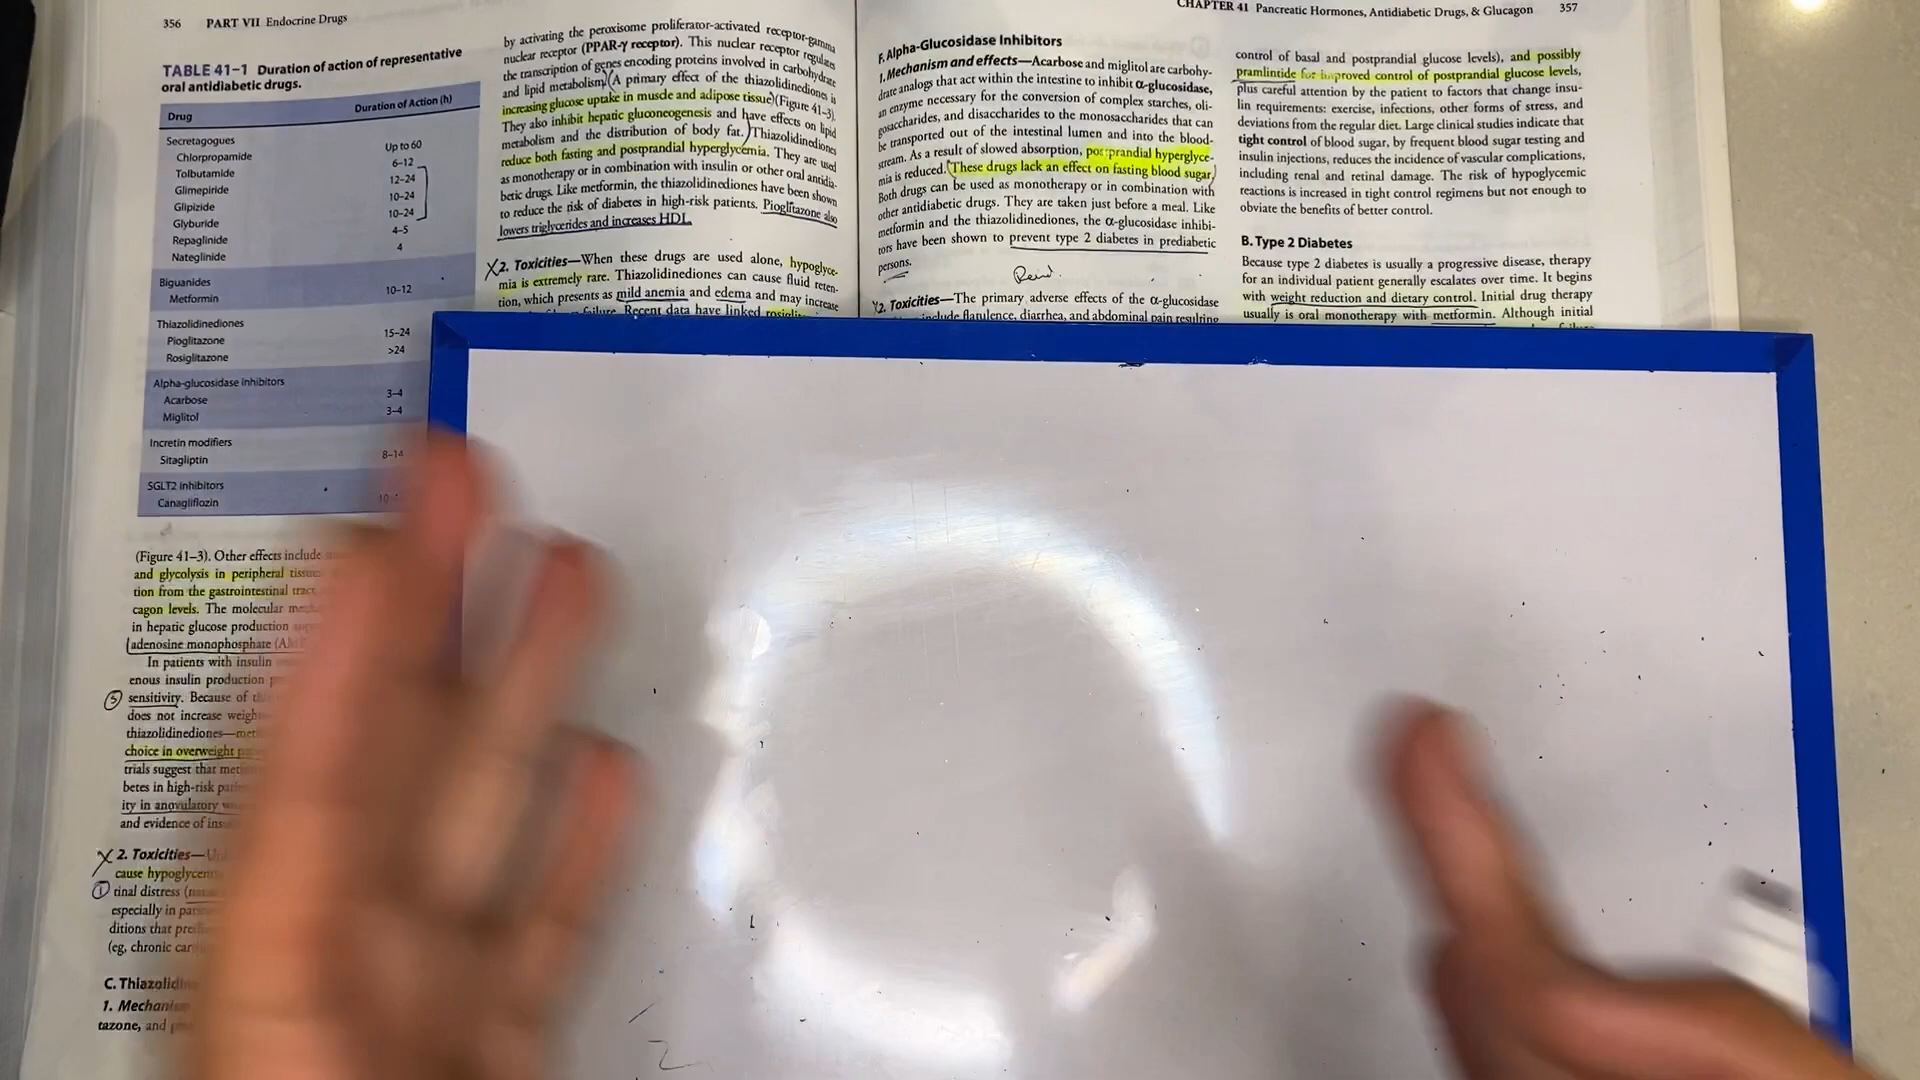 356 PART VII Endocrine Drugs
TABLE 41–1 Duration of action of representative
oral antidiabetic drugs.
Drug Duration of Action (h)
Secretagogues
Chlorpropamide Up to 60
Tolbutamide 6–12
Glimepiride 12–24
Glipizide 10–24
Glyburide 10–24
Repaglinide 4–5
Nateglinide 4
Biguanides
Metformin 10–12
Thiazolidinediones
Pioglitazone 15–24
Rosiglitazone >24
Alpha-glucosidase inhibitors
Acarbose 3–4
Miglitol 3–4
Incretin modifiers
Sitagliptin 8–14
SGLT2 inhibitors
Canagliflozin
(Figure 41–3). Other effects include
and glycolysis in peripheral
tion from the gastrointestinal tract
cagon levels. The molecular
in hepatic glucose production
adenosine monophosphate
In patients with insulin
enous insulin production
3 sensitivity. Because of
does not increase
thiazolidinediones—
choice in overweight
trials suggest that
betes in high-risk
ity in anovulatory
and evidence of
X 2. Toxicities—
cause
1 tinal distress
especially in
ditions that
(eg, chronic
C.
1.
tazone, and
by activating the peroxisome proliferator-activated receptor-gamma
nuclear receptor (PPAR-γ receptor). This nuclear receptor regulates
the transcription of genes encoding proteins involved in carbohydrate
and lipid metabolism. (A primary effect of the thiazolidinediones is
increasing glucose uptake in muscle and adipose tissue) (Figure 41–3).
They also inhibit hepatic gluconeogenesis and have effects on lipid
metabolism and the distribution of body fat. Thiazolidinediones
reduce both fasting and postprandial hyperglycemia. They are used
as monotherapy or in combination with insulin or other oral antidia-
betic drugs. Like metformin, the thiazolidinediones have been shown
to reduce the risk of diabetes in high-risk patients. Pioglitazone also
lowers triglycerides and increases HDL.
X 2. Toxicities—When these drugs are used alone, hypoglyce-
mia is extremely rare. Thiazolidinediones can cause fluid reten-
tion, which presents as mild anemia and edema and may increase
failure. Recent data have linked
CHAPTER 41 Pancreatic Hormones, Antidiabetic Drugs, & Glucagon 357
F. Alpha-Glucosidase Inhibitors
1. Mechanism and effects—Acarbose and miglitol are carbohy-
drate analogs that act within the intestine to inhibit α-glucosidase,
an enzyme necessary for the conversion of complex starches, oli-
gosaccharides, and disaccharides to the monosaccharides that can
be transported out of the intestinal lumen and into the blood-
stream. As a result of slowed absorption, postprandial hyperglyce-
mia is reduced. (These drugs lack an effect on fasting blood sugar.)
Both drugs can be used as monotherapy or in combination with
other antidiabetic drugs. They are taken just before a meal. Like
metformin and the thiazolidinediones, the α-glucosidase inhibi-
tors have been shown to prevent type 2 diabetes in prediabetic
persons.
2. Toxicities—The primary adverse effects of the α-glucosidase
include flatulence, diarrhea, and abdominal pain resulting
control of basal and postprandial glucose levels), and possibly
pramlintide for improved control of postprandial glucose levels,
plus careful attention by the patient to factors that change insu-
lin requirements: exercise, infections, other forms of stress, and
deviations from the regular diet. Large clinical studies indicate that
tight control of blood sugar, by frequent blood sugar testing and
insulin injections, reduces the incidence of vascular complications,
including renal and retinal damage. The risk of hypoglycemic
reactions is increased in tight control regimens but not enough to
obviate the benefits of better control.
B. Type 2 Diabetes
Because type 2 diabetes is usually a progressive disease, therapy
for an individual patient generally escalates over time. It begins
with weight reduction and dietary control. Initial drug therapy
usually is oral monotherapy with metformin. Although initial